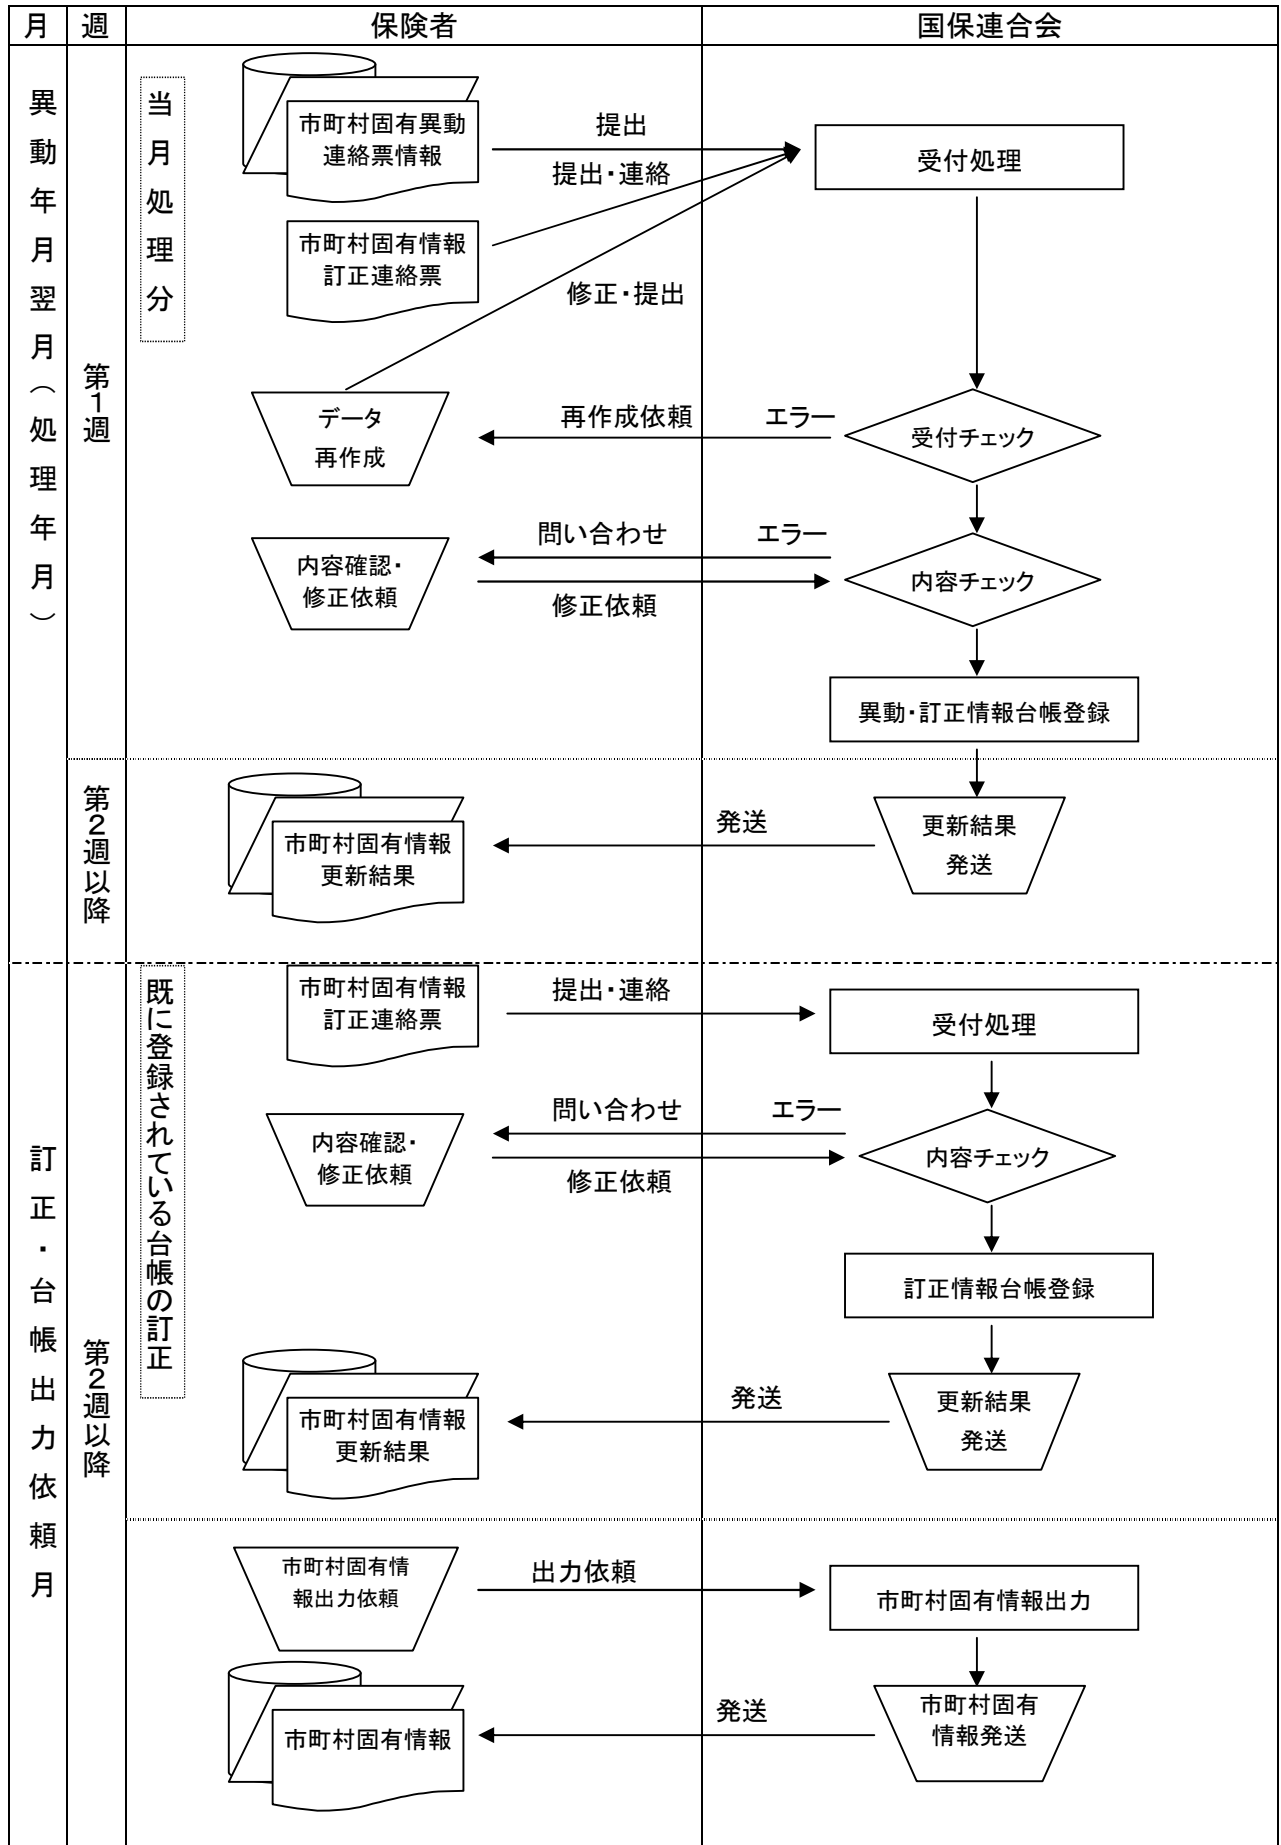 月
週
保険者
国保連合会
異動年月翌月（処理年月）
第1週
当月処理分
市町村固有異動
連絡票情報
提出
提出・連絡
受付処理
市町村固有情報
訂正連絡票
修正・提出
データ
再作成
再作成依頼
エラー
受付チェック
内容確認・
修正依頼
問い合わせ
エラー
修正依頼
内容チェック
異動・訂正情報台帳登録
第2週以降
市町村固有情報
更新結果
発送
更新結果
発送
訂正・台帳出力依頼月
第2週以降
既に登録されている台帳の訂正
市町村固有情報
訂正連絡票
提出・連絡
受付処理
内容確認・
修正依頼
問い合わせ
エラー
修正依頼
内容チェック
訂正情報台帳登録
市町村固有情報
更新結果
発送
更新結果
発送
市町村固有情
報出力依頼
出力依頼
市町村固有情報出力
市町村固有情報
発送
市町村固有
情報発送